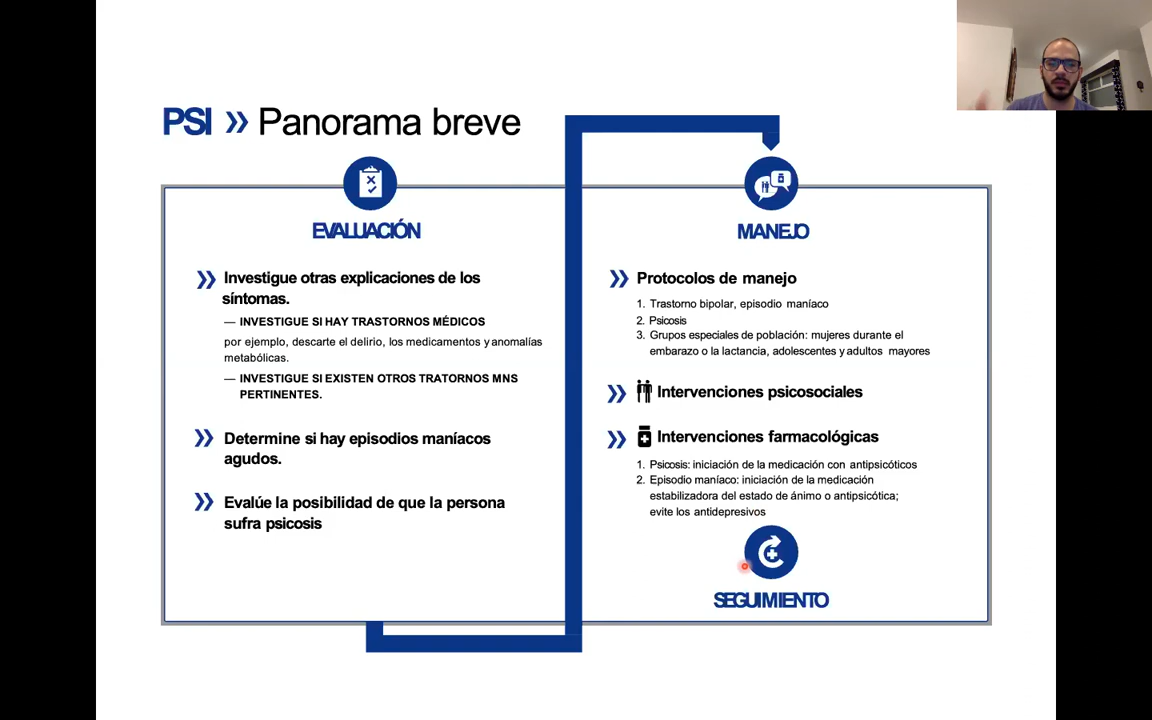 PSI » Panorama breve
EVALUACIÓN
» Investigue otras explicaciones de los
síntomas.
— INVESTIGUE SI HAY TRASTORNOS MÉDICOS
por ejemplo, descarte el delirio, los medicamentos y anomalías
metabólicas.
— INVESTIGUE SI EXISTEN OTROS TRATORNOS MNS
PERTINENTES.
» Determine si hay episodios maníacos
agudos.
» Evalúe la posibilidad de que la persona
sufra psicosis
MANEJO
» Protocolos de manejo
1. Trastorno bipolar, episodio maníaco
2. Psicosis
3. Grupos especiales de población: mujeres durante el
embarazo o la lactancia, adolescentes y adultos mayores
» Intervenciones psicosociales
» Intervenciones farmacológicas
1. Psicosis: iniciación de la medicación con antipsicóticos
2. Episodio maníaco: iniciación de la medicación
estabilizadora del estado de ánimo o antipsicótica;
evite los antidepresivos
SEGUIMIENTO